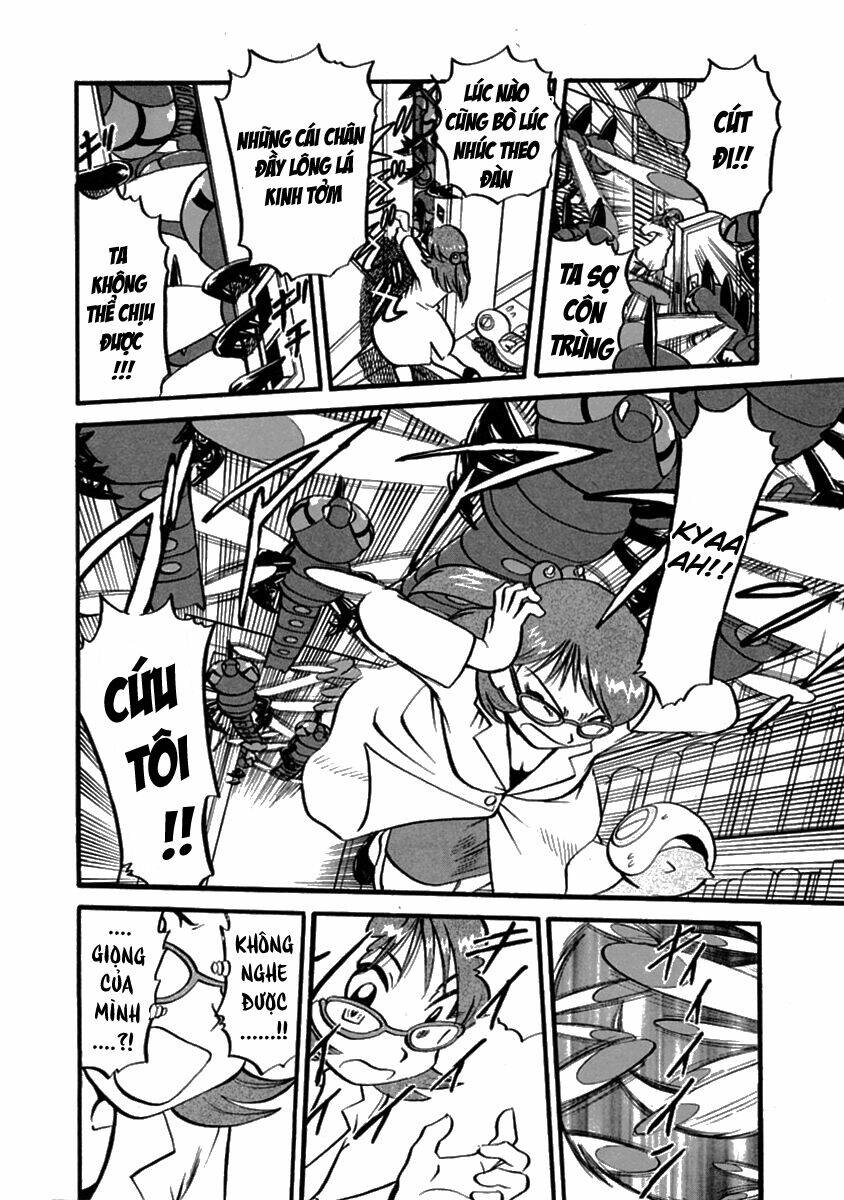 CÚT
ĐI!!
TA SỢ
CÔN
TRÙNG
LÚC NÀO
CŨNG BÒ LÚC
NHÚC THEO
ĐÀN
NHỮNG CÁI CHÂN
ĐẦY LÔNG LÁ
KINH TỞM
TA
KHÔNG
THỂ CHỊU
ĐƯỢC
!!!
KYAA
AH!!
CỨU
TÔI
!!
KHÔNG
NGHE
ĐƯỢC
........!!
....
GIỌNG
CỦA
MÌNH
....?!